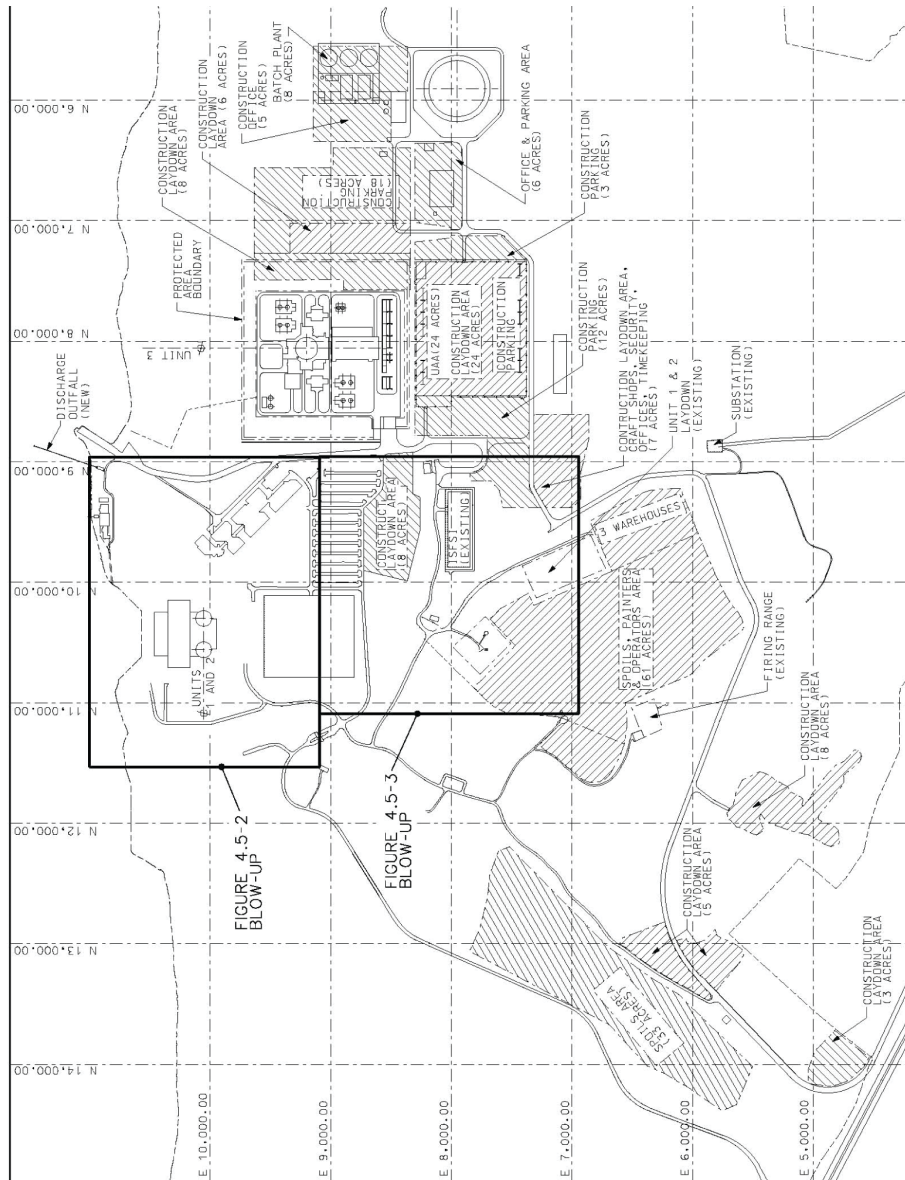 N 6,000.00
N 7,000.00
N 8,000.00
N 9,000.00
N 10,000.00
N 11,000.00
N 12,000.00
N 13,000.00
N 14,000.00
E 10,000.00
E 9,000.00
E 8,000.00
E 7,000.00
E 6,000.00
E 5,000.00
DISCHARGE
OUTFALL
(NEW)
PROTECTED
AREA
BOUNDARY
CONSTRUCTION
LAYDOWN AREA
(8 ACRES)
CONSTRUCTION
LAYDOWN
AREA (6 ACRES)
CONSTRUCTION
OFFICE
(5 ACRES)
BATCH PLANT
(8 ACRES)
UNIT 3
CONSTRUCTION
PARKING
(18 ACRES)
OFFICE & PARKING AREA
(6 ACRES)
CONSTRUCTION
PARKING
(3 ACRES)
UAA(24 ACRES)
CONSTRUCTION
LAYDOWN AREA
(24 ACRES)
CONSTRUCTION
PARKING
CONSTRUCTION
PARKING
(12 ACRES)
CONSTRUCTION LAYDOWN AREA,
CRAFT SHOPS, SECURITY,
OFFICES, TIMEKEEPING
(7 ACRES)
UNIT 1 & 2
LAYDOWN
(EXISTING)
SUBSTATION
(EXISTING)
CONSTRUCTION
LAYDOWN AREA
(8 ACRES)
ISFSI
EXISTING
3 WAREHOUSES
UNITS
1 AND 2
SPOILS, PAINTERS
& OPERATORS AREA
(61 ACRES)
FIRING RANGE
(EXISTING)
CONSTRUCTION
LAYDOWN AREA
(8 ACRES)
FIGURE 4.5-2
BLOW-UP
FIGURE 4.5-3
BLOW-UP
CONSTRUCTION
LAYDOWN AREA
(5 ACRES)
SPOILS AREA
(33 ACRES)
CONSTRUCTION
LAYDOWN AREA
(3 ACRES)